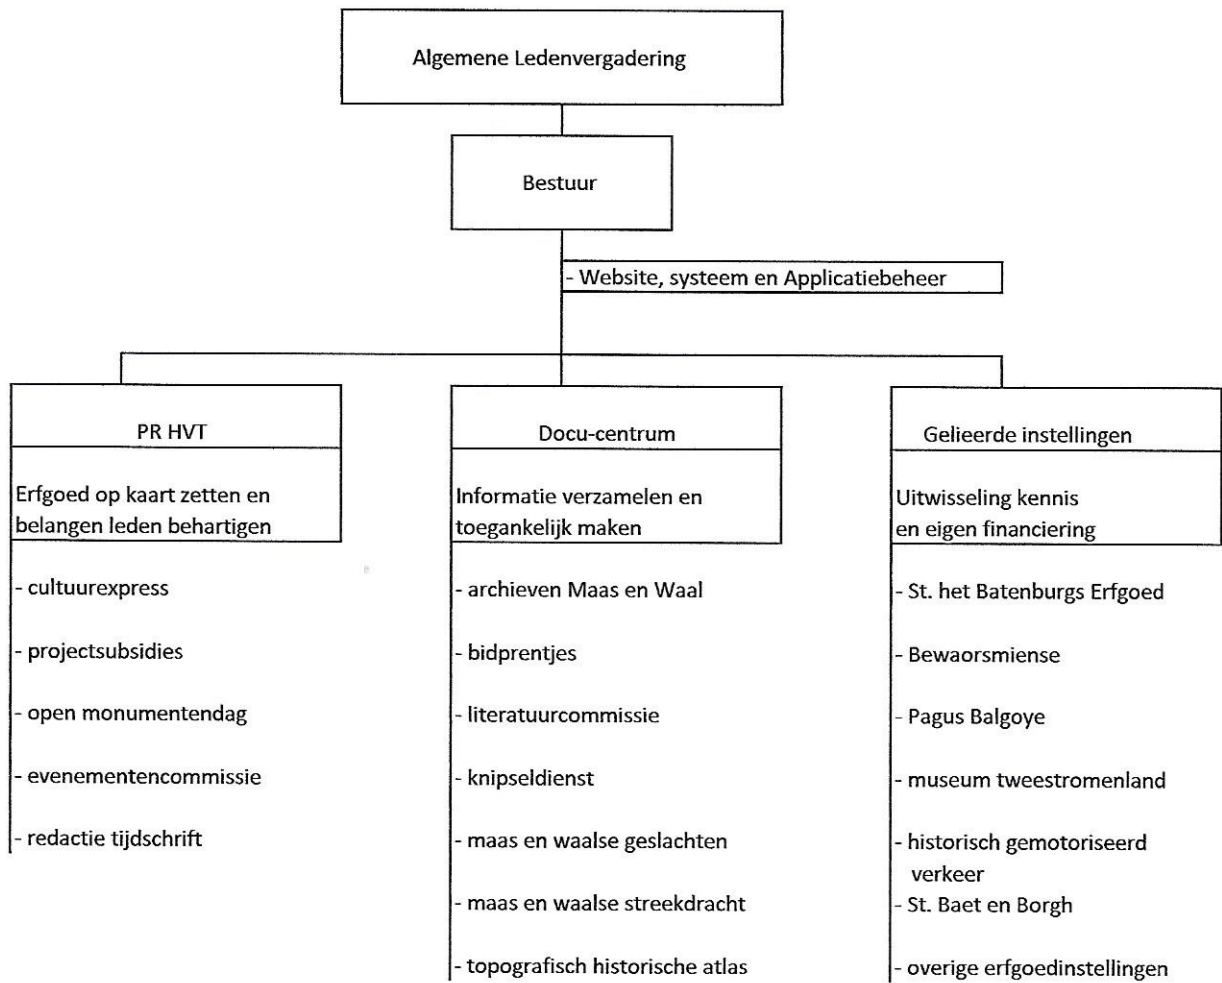 Algemene Ledenvergadering
Bestuur
- Website, systeem en Applicatiebeheer
PR HVT
Erfgoed op kaart zetten en
belangen leden behartigen
- cultuurexpress
- projectsubsidies
- open monumentendag
- evenementencommissie
- redactie tijdschrift
Docu-centrum
Informatie verzamelen en
toegankelijk maken
- archieven Maas en Waal
- bidprentjes
- literatuurcommissie
- knipseldienst
- maas en waalse geslachten
- maas en waalse streekdracht
- topografisch historische atlas
Gelieerde instellingen
Uitwisseling kennis
en eigen financiering
- St. het Batenburgs Erfgoed
- Bewaorsmiense
- Pagus Balgoye
- museum tweestromenland
- historisch gemotoriseerd
verkeer
- St. Baet en Borgh
- overige erfgoedinstellingen